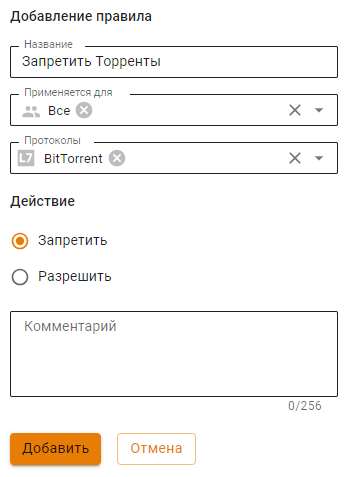 Добавление правила
Название
Запретить Торренты
Применяется для
Все
Протоколы
L7 BitTorrent
Действие
Запретить
Разрешить
Комментарий
0/256
Добавить Отмена